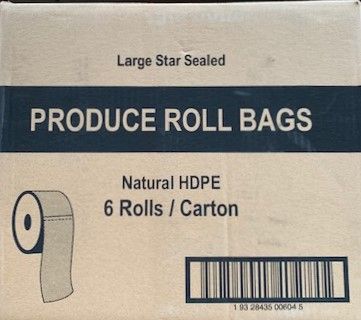 Large Star Sealed
PRODUCE ROLL BAGS
Natural HDPE
6 Rolls / Carton
1 93 28435 00604 5